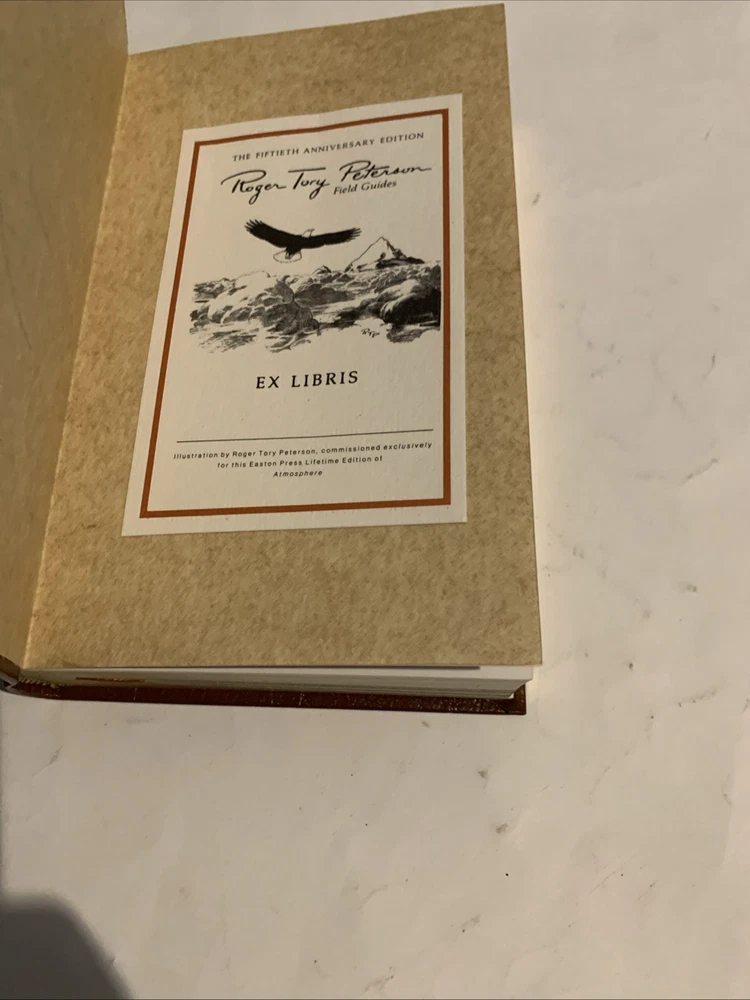 THE FIFTIETH ANNIVERSARY EDITION
Roger Tory Peterson
Field Guides
EX LIBRIS
Illustration by Roger Tory Peterson, commissioned exclusively
for this Easton Press Lifetime Edition of
Atmosphere